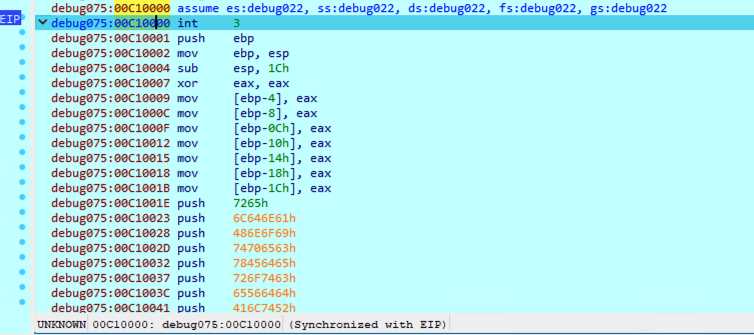 debug075:00C10000 assume es:debug022, ss:debug022, ds:debug022, fs:debug022, gs:debug022
EIP debug075:00C10000 int 3
debug075:00C10001 push ebp
debug075:00C10002 mov ebp, esp
debug075:00C10004 sub esp, 1Ch
debug075:00C10007 xor eax, eax
debug075:00C10009 mov [ebp-4], eax
debug075:00C1000C mov [ebp-8], eax
debug075:00C1000F mov [ebp-0Ch], eax
debug075:00C10012 mov [ebp-10h], eax
debug075:00C10015 mov [ebp-14h], eax
debug075:00C10018 mov [ebp-18h], eax
debug075:00C1001B mov [ebp-1Ch], eax
debug075:00C1001E push 7265h
debug075:00C10023 push 6C646E61h
debug075:00C10028 push 486E6F69h
debug075:00C1002D push 74706563h
debug075:00C10032 push 78456465h
debug075:00C10037 push 726F7463h
debug075:00C1003C push 65566464h
debug075:00C10041 push 416C7452h
UNKNOWN 00C10000: debug075:00C10000 (Synchronized with EIP)